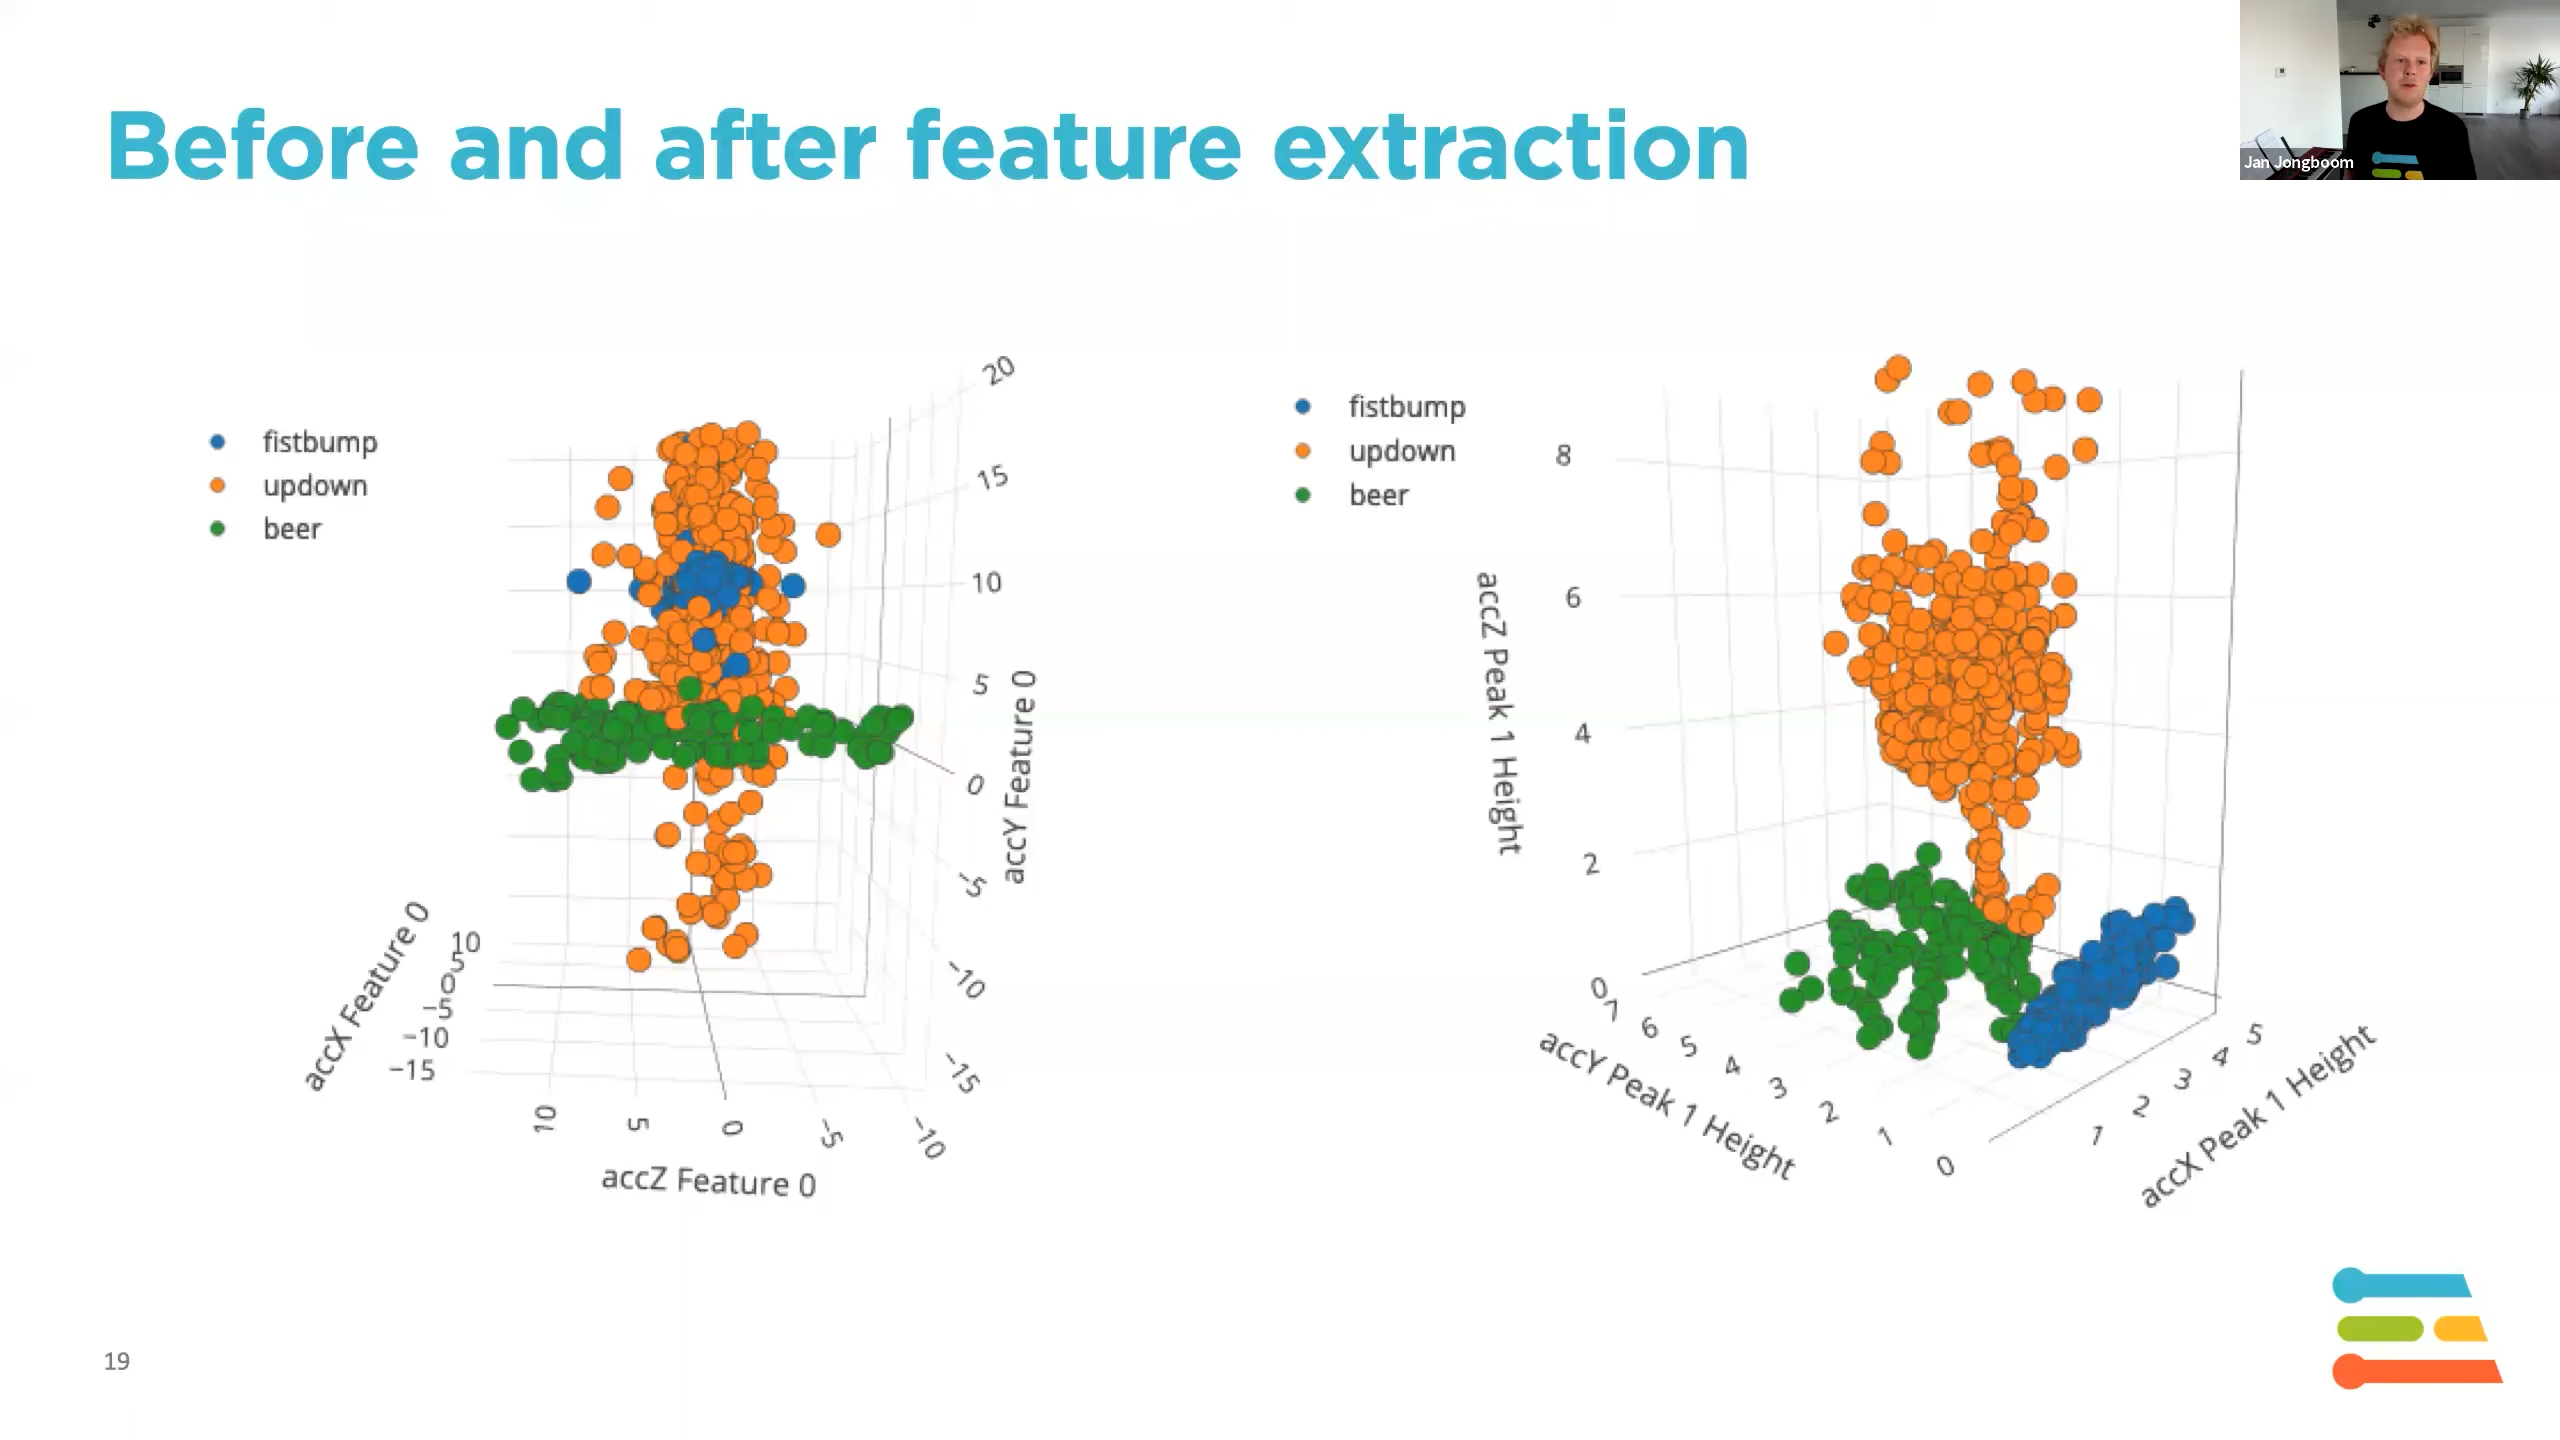 Before and after feature extraction
Jan Jongboom
fistbump
updown
beer
20
15
10
5
0
−5
−10
−15
accY Feature 0
accX Feature 0
10
5
0
−5
−10
−15
10
5
0
−5
−10
accZ Feature 0
fistbump
updown
beer
8
6
4
2
0
accZ Peak 1 Height
7
6
5
4
3
2
1
0
accY Peak 1 Height
1
2
3
4
5
accX Peak 1 Height
19